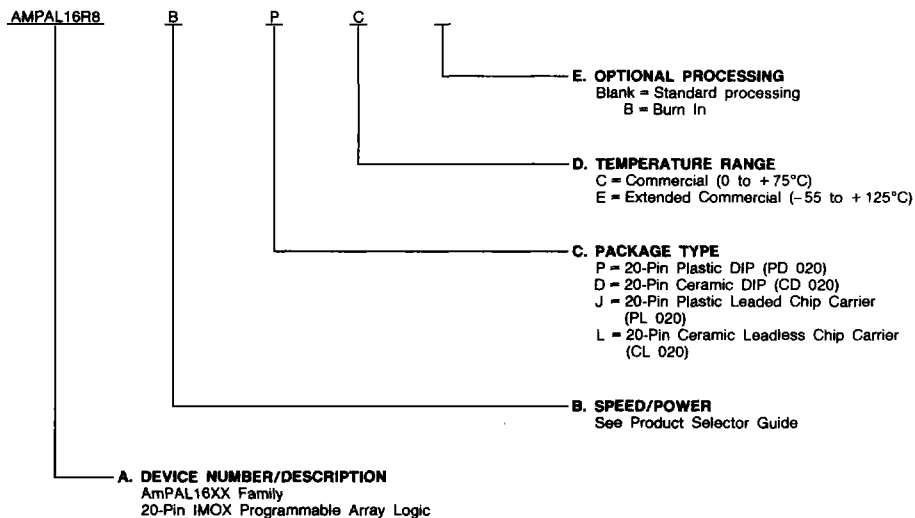 AMPAL16R8 B P C
E. OPTIONAL PROCESSING
Blank = Standard processing
B = Burn In
D. TEMPERATURE RANGE
C = Commercial (0 to +75°C)
E = Extended Commercial (−55 to +125°C)
C. PACKAGE TYPE
P = 20-Pin Plastic DIP (PD 020)
D = 20-Pin Ceramic DIP (CD 020)
J = 20-Pin Plastic Leaded Chip Carrier
(PL 020)
L = 20-Pin Ceramic Leadless Chip Carrier
(CL 020)
B. SPEED/POWER
See Product Selector Guide
A. DEVICE NUMBER/DESCRIPTION
AmPAL16XX Family
20-Pin IMOX Programmable Array Logic